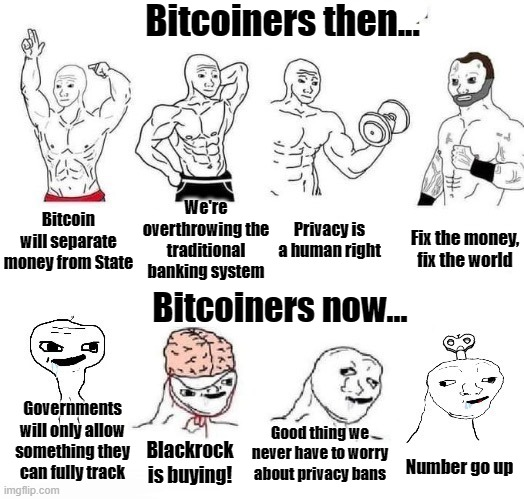 Bitcoiners then...
Bitcoin
will separate
money from State
We're
overthrowing the
traditional
banking system
Privacy is
a human right
Fix the money,
fix the world
Bitcoiners now...
Governments
will only allow
something they
can fully track
Blackrock
is buying!
Good thing we
never have to worry
about privacy bans
Number go up
imgflip.com